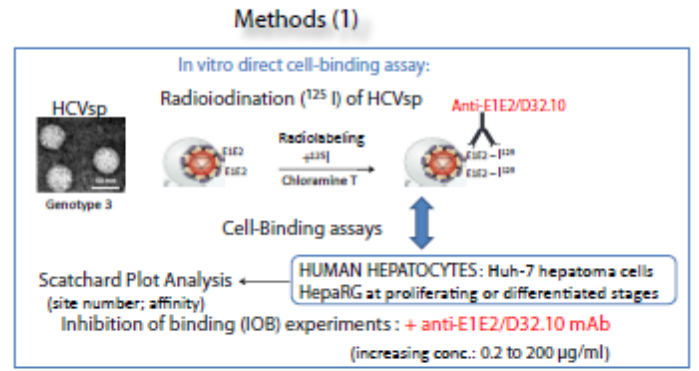 Methods (1)
In vitro direct cell-binding assay:
Radioiodination (¹²⁵ I) of HCVsp
HCVsp
Anti-E1E2/D32.10
Radiolabeling
+¹²⁵I
Chloramine T
E1E2
E1E2
E1E2 – I¹²⁵
E1E2 – I¹²⁵
Genotype 3
Cell-Binding assays
HUMAN HEPATOCYTES : Huh-7 hepatoma cells
HepaRG at proliferating or differentiated stages
Scatchard Plot Analysis
(site number; affinity)
Inhibition of binding (IOB) experiments : + anti-E1E2/D32.10 mAb
(increasing conc.: 0.2 to 200 µg/ml)